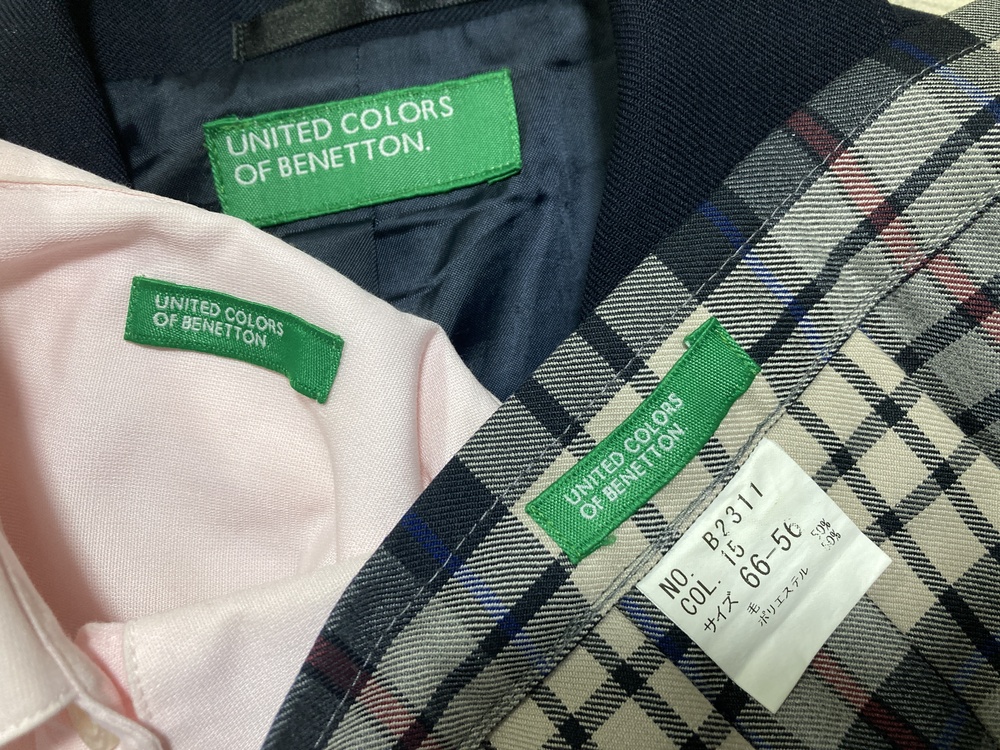 UNITED COLORS
OF BENETTON.
UNITED COLORS
OF BENETTON.
UNITED COLORS
OF BENETTON.
NO. B2311
COL. 15
サイズ 66-56
毛 50%
ポリエステル 50%